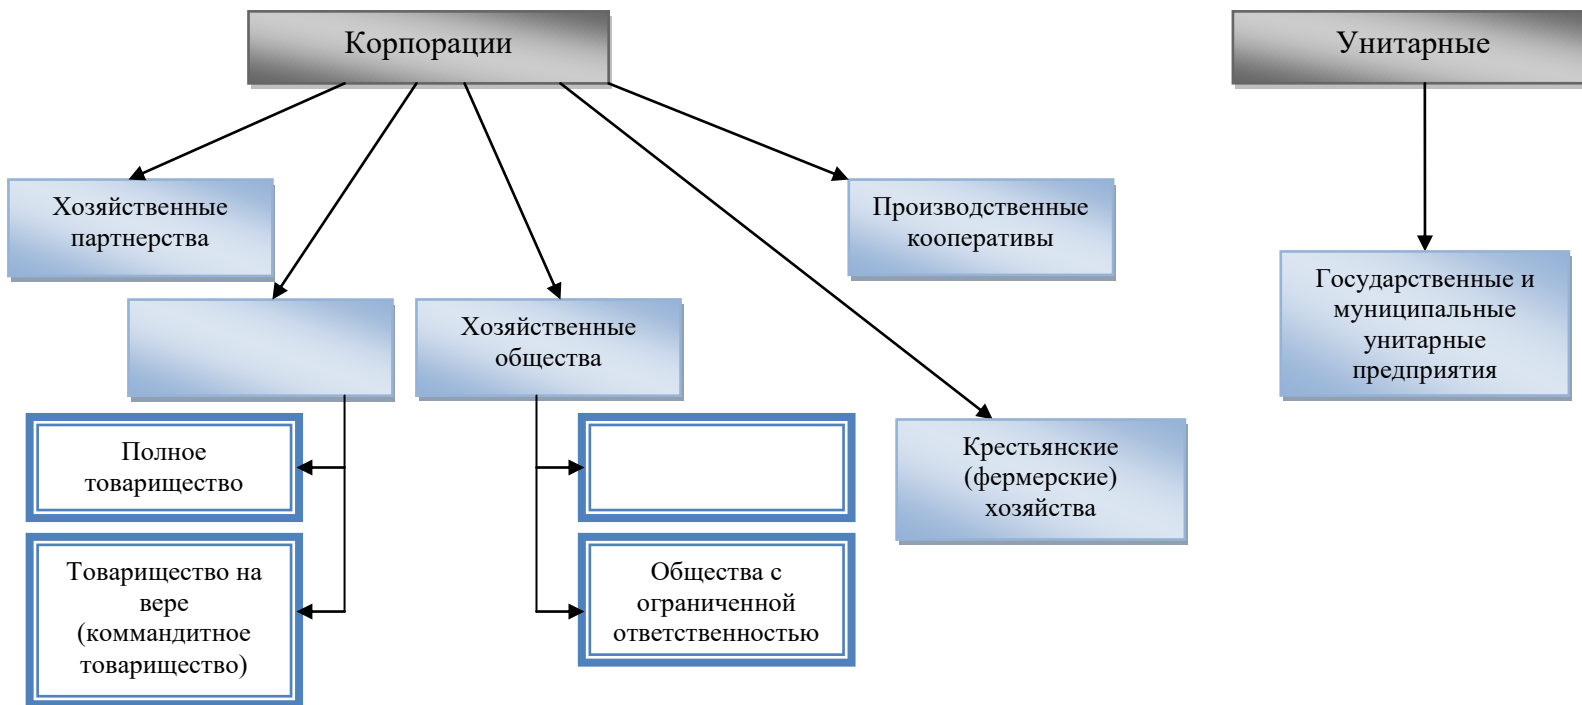 Корпорации
Унитарные
Хозяйственные
партнерства
Производственные
кооперативы
Хозяйственные
общества
Государственные и
муниципальные
унитарные
предприятия
Полное
товарищество
Крестьянские
(фермерские)
хозяйства
Товарищество на
вере
(коммандитное
товарищество)
Общества с
ограниченной
ответственностью